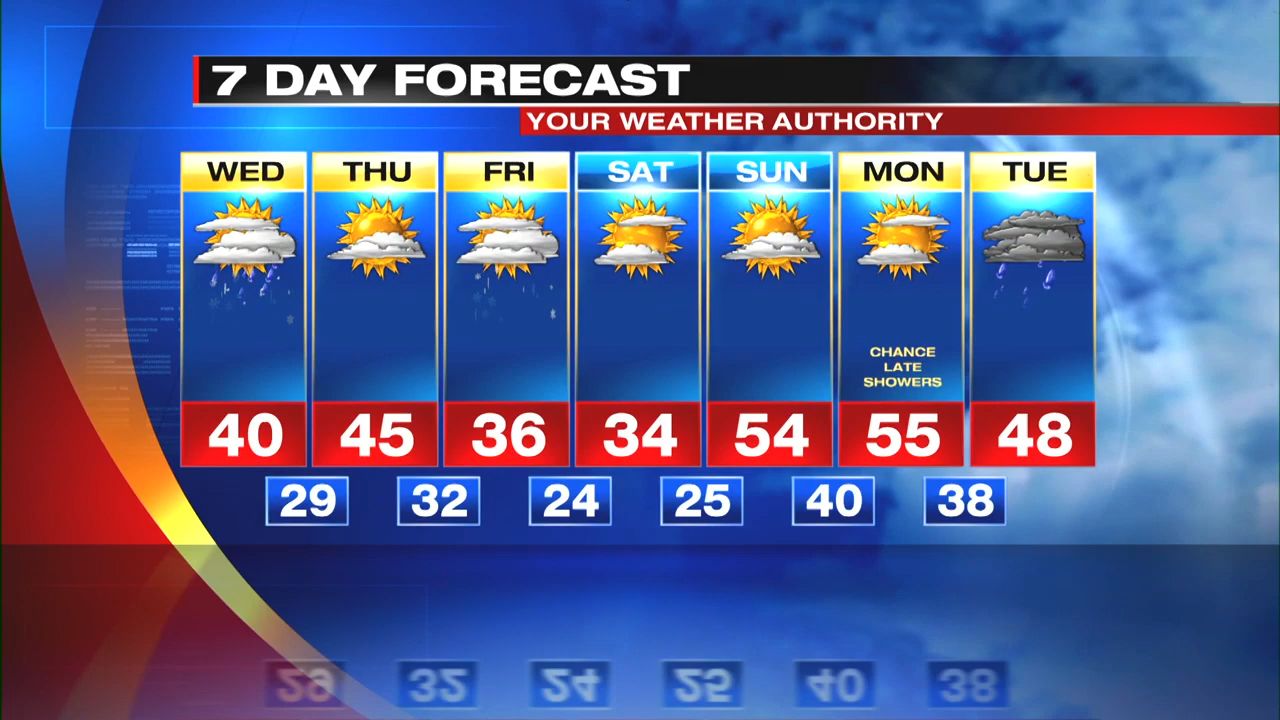 7 DAY FORECAST
YOUR WEATHER AUTHORITY
WED THU FRI SAT SUN MON TUE
CHANCE
LATE
SHOWERS
40 45 36 34 54 55 48
29 32 24 25 40 38